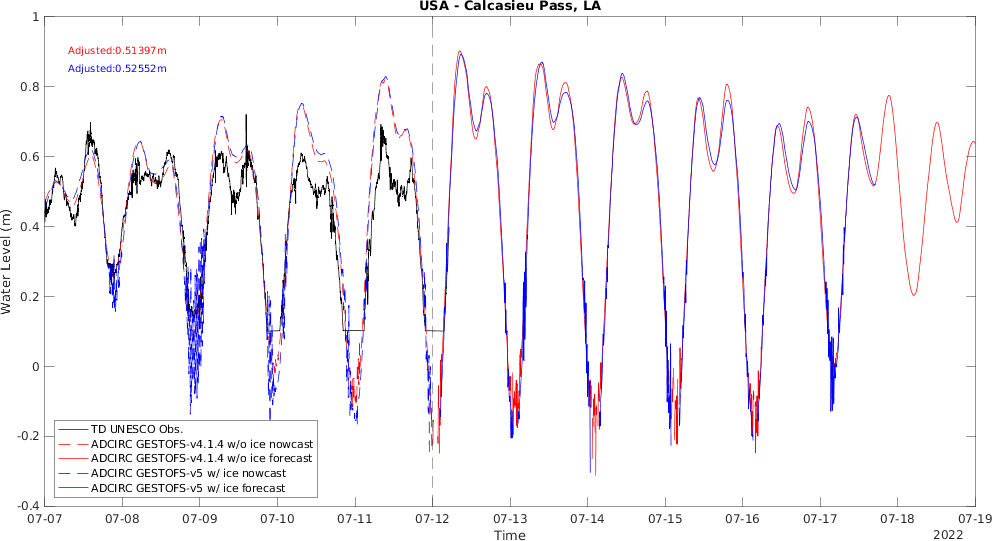 USA - Calcasieu Pass, LA
1
Adjusted:0.51397m
Adjusted:0.52552m
0.8
0.6
0.4
0.2
0
-0.2
-0.4
Water Level (m)
TD UNESCO Obs.
ADCIRC GESTOFS-v4.1.4 w/o ice nowcast
ADCIRC GESTOFS-v4.1.4 w/o ice forecast
ADCIRC GESTOFS-v5 w/ ice nowcast
ADCIRC GESTOFS-v5 w/ ice forecast
07-07 07-08 07-09 07-10 07-11 07-12 07-13 07-14 07-15 07-16 07-17 07-18 07-19
Time
2022